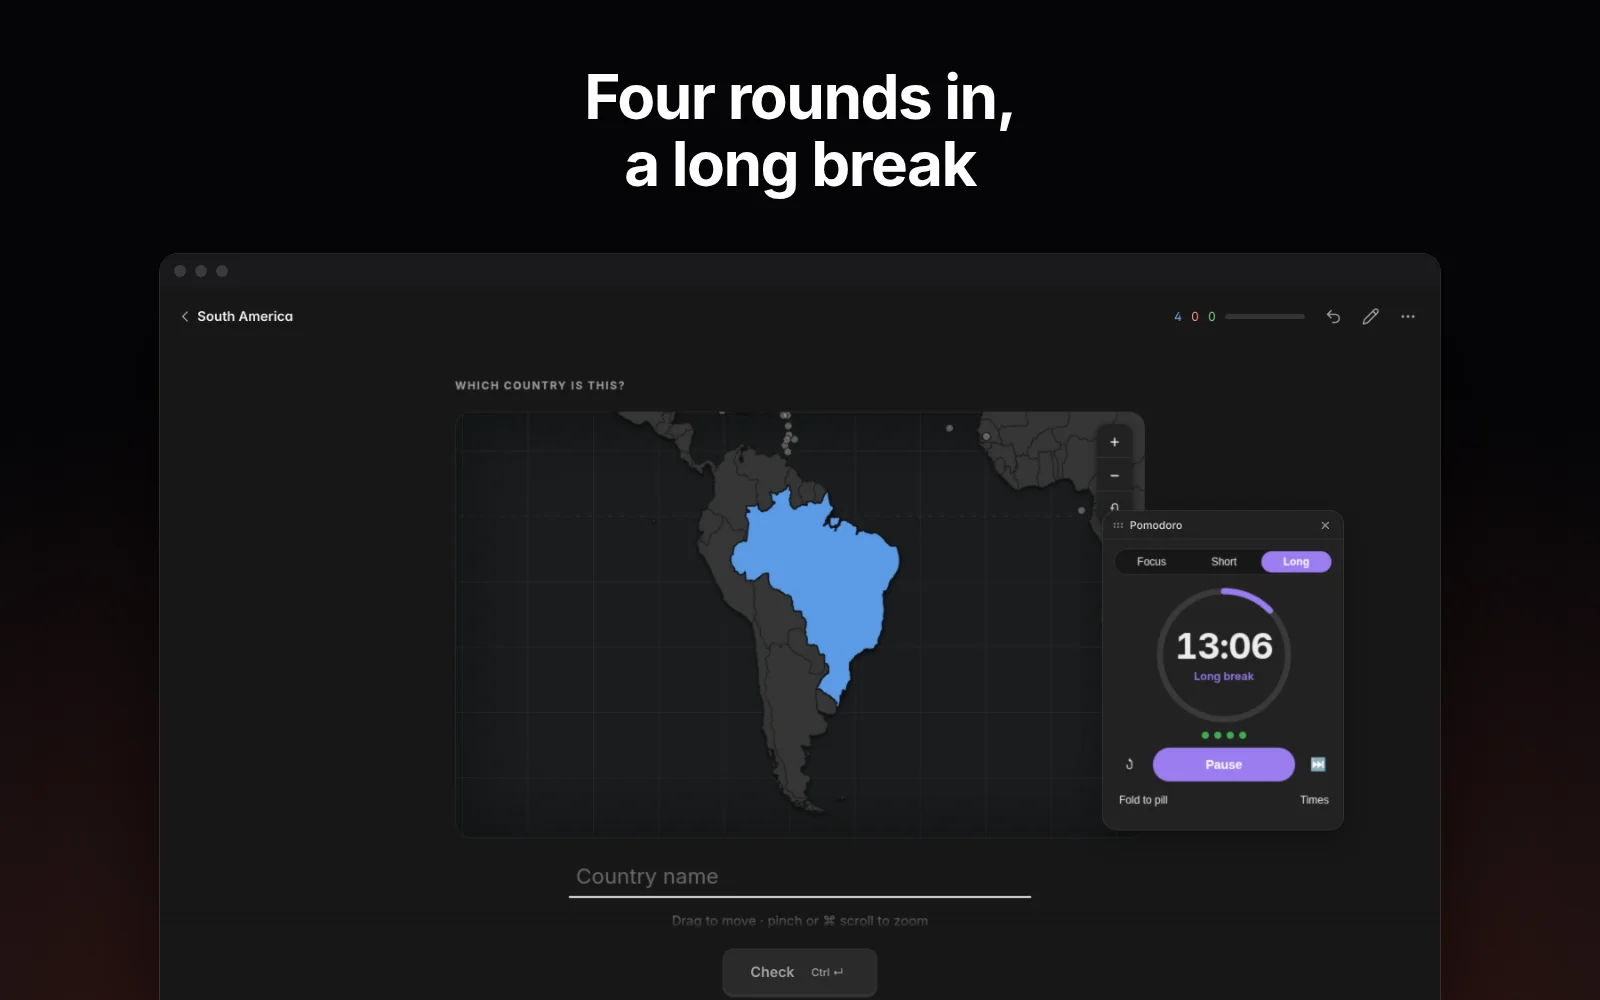 Four rounds in,
a long break
South America
4 0 0
WHICH COUNTRY IS THIS?
+
−
Pomodoro
Focus Short Long
13:06
Long break
Pause
Fold to pill Times
Country name
Drag to move · pinch or ⌘ scroll to zoom
Check Ctrl ↵